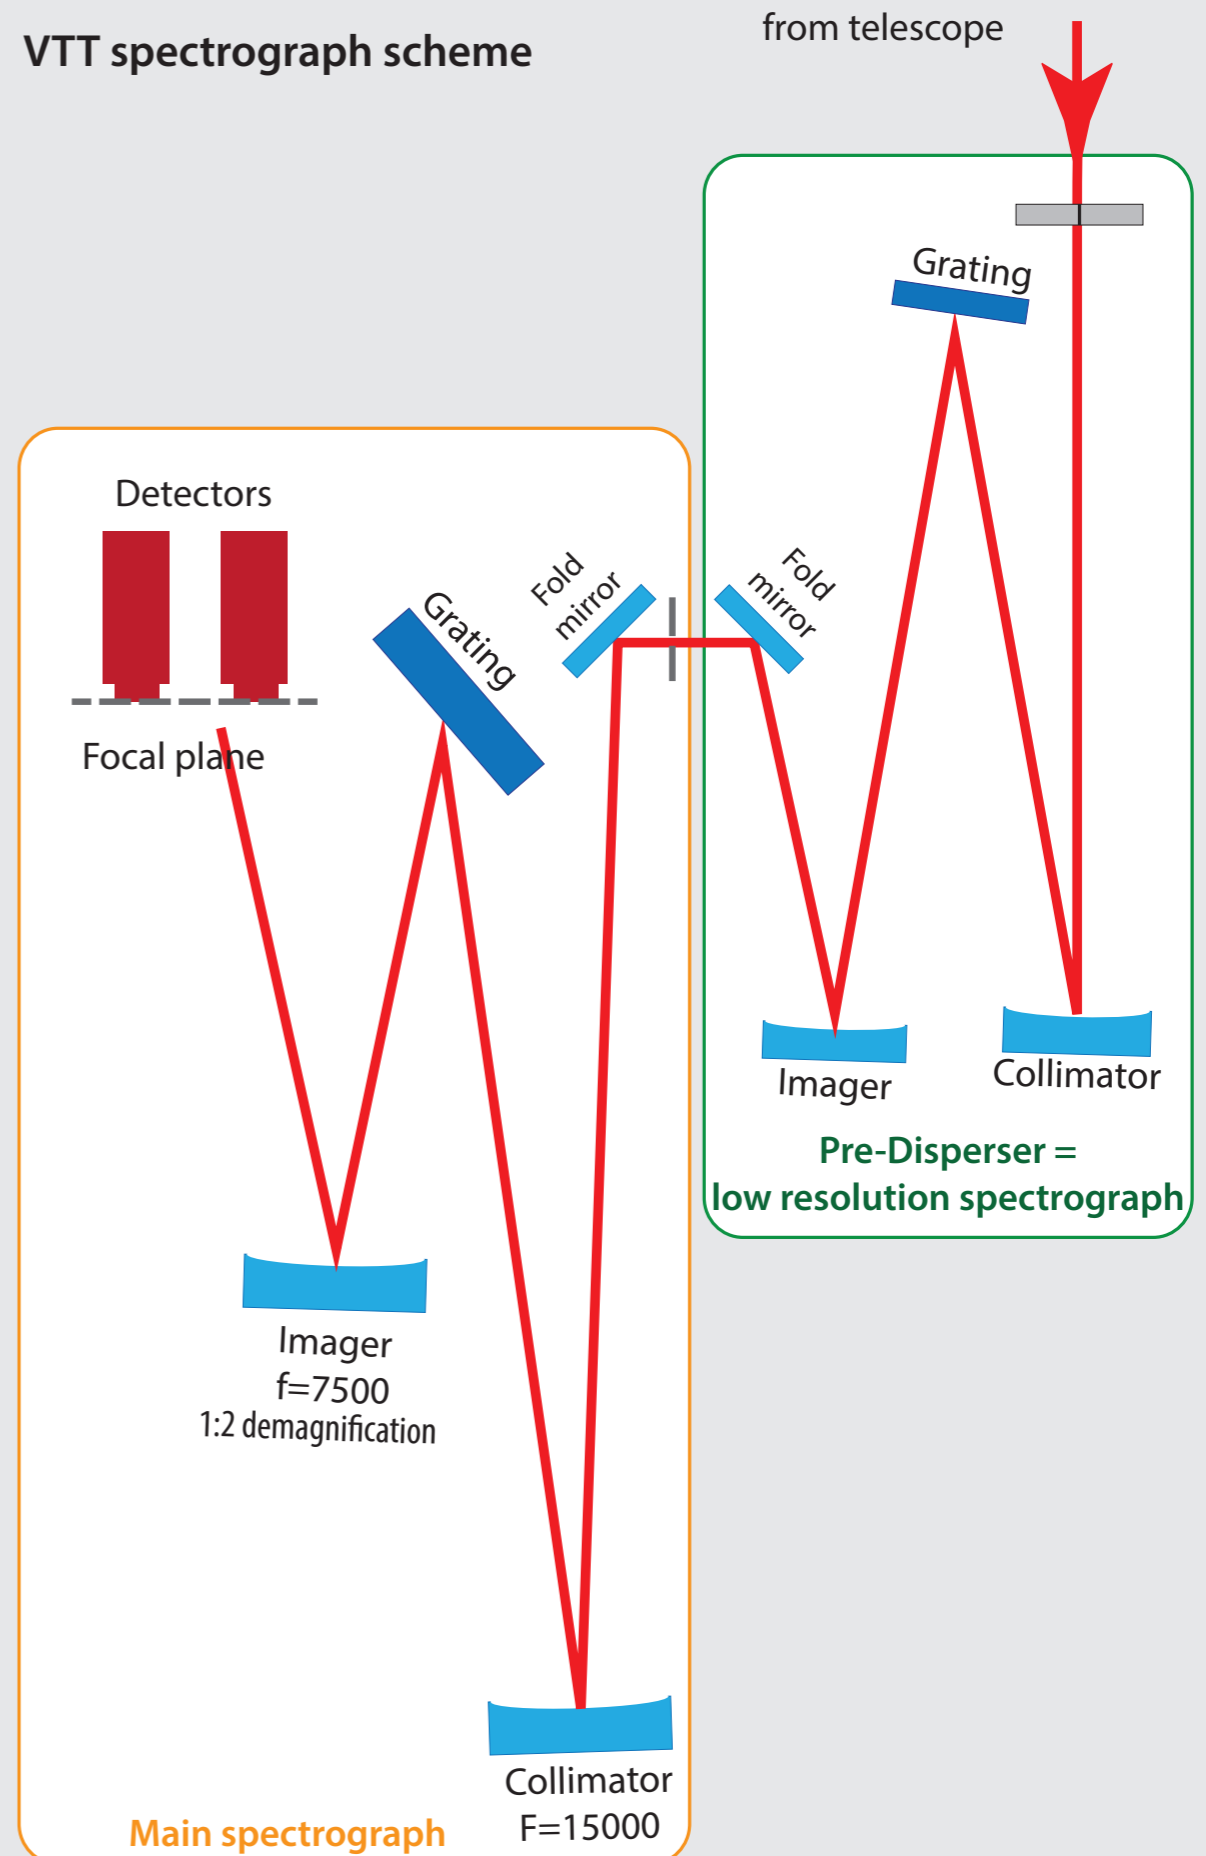 VTT spectrograph scheme
from telescope
Grating
Detectors
Focal plane
Grating
Fold
mirror
Fold
mirror
Imager
Collimator
Pre-Disperser =
low resolution spectrograph
Imager
f=7500
1:2 demagnification
Collimator
F=15000
Main spectrograph